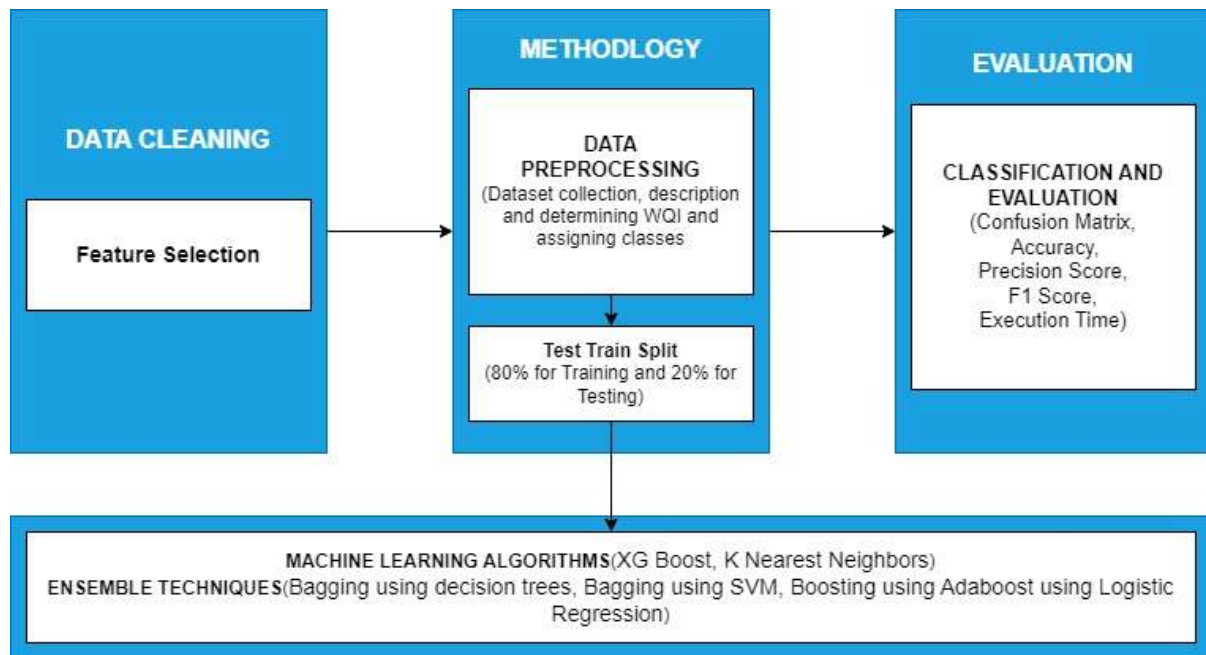 DATA CLEANING
Feature Selection
METHODLOGY
DATA
PREPROCESSING
(Dataset collection, description
and determining WQI and
assigning classes
Test Train Split
(80% for Training and 20% for
Testing)
EVALUATION
CLASSIFICATION AND
EVALUATION
(Confusion Matrix,
Accuracy,
Precision Score,
F1 Score,
Execution Time)
MACHINE LEARNING ALGORITHMS(XG Boost, K Nearest Neighbors)
ENSEMBLE TECHNIQUES(Bagging using decision trees, Bagging using SVM, Boosting using Adaboost using Logistic
Regression)